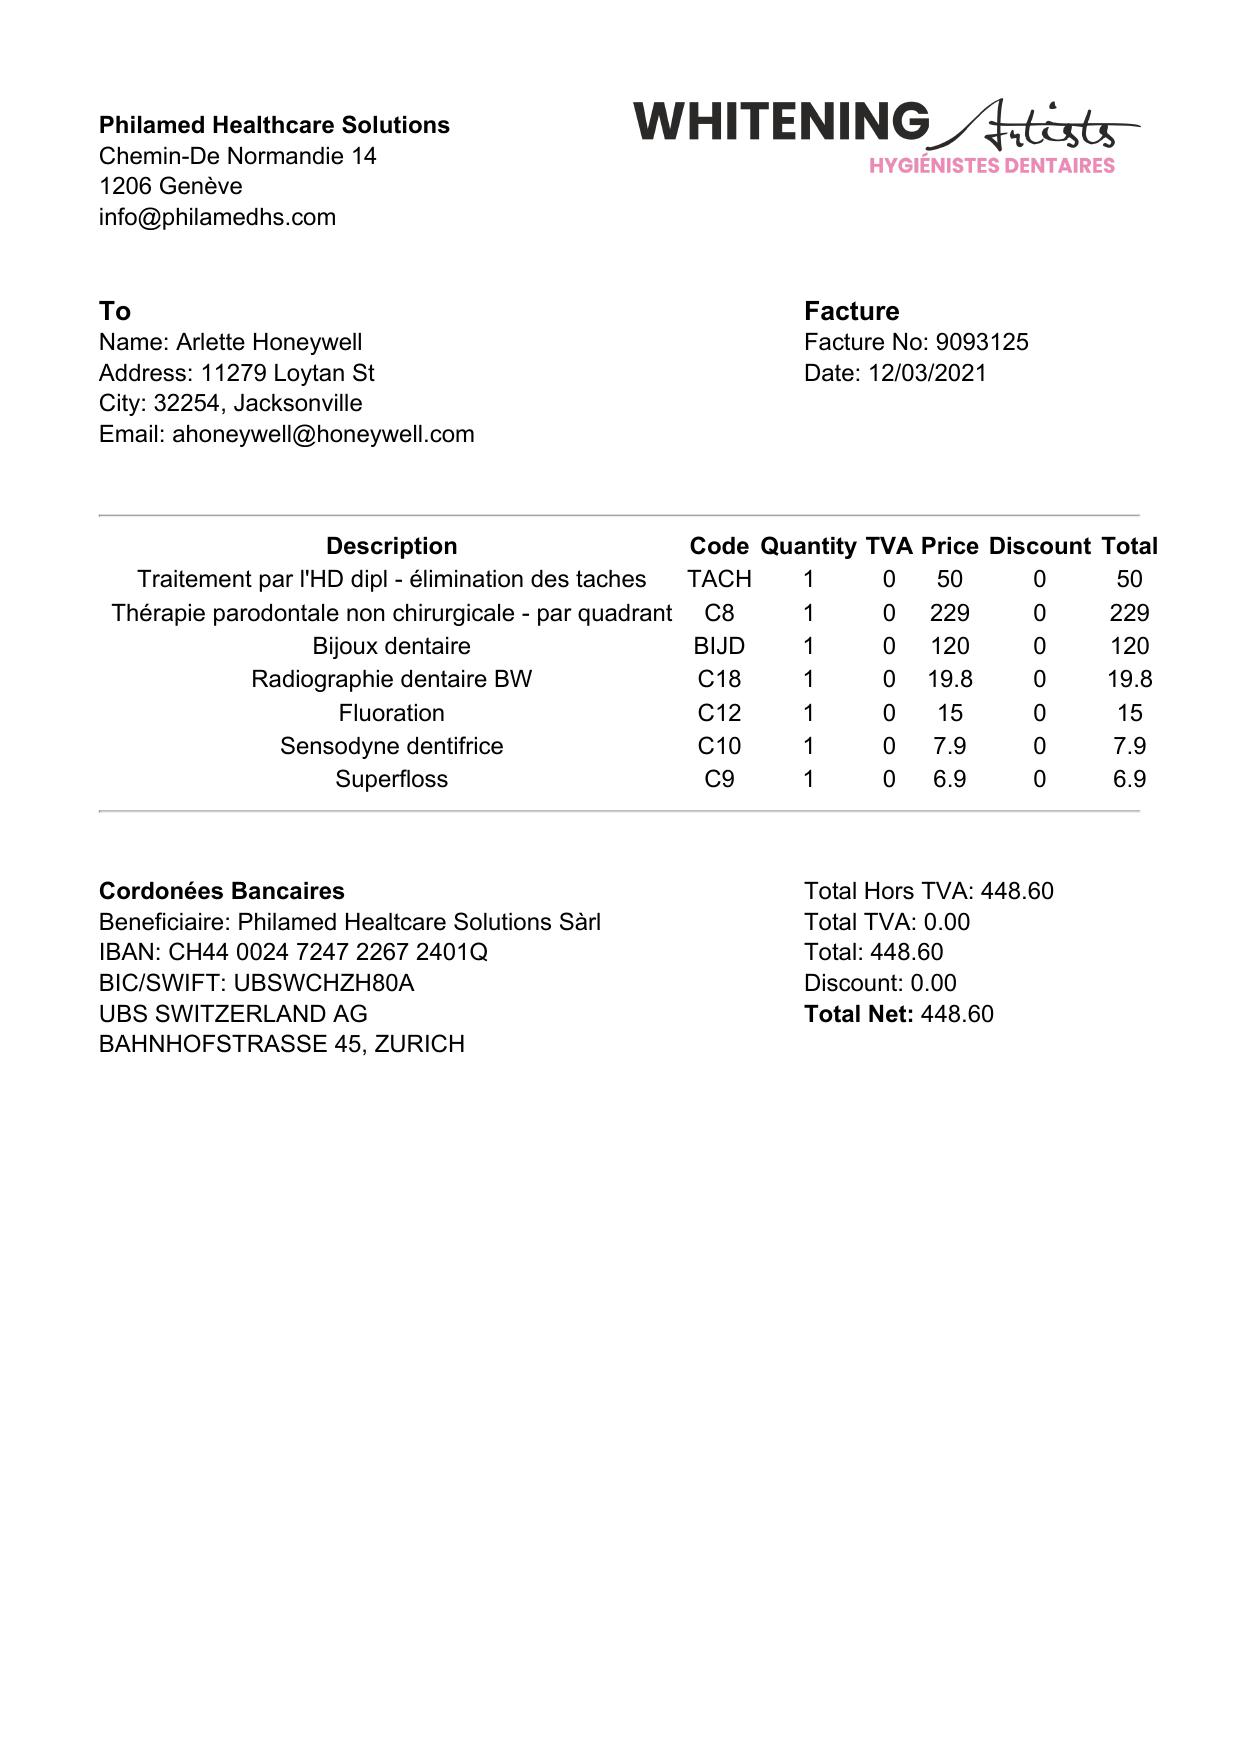 Philamed Healthcare Solutions
Chemin-De Normandie 14
1206 Genève
info@philamedhs.com
WHITENING Artists
HYGIÉNISTES DENTAIRES
To
Name: Arlette Honeywell
Address: 11279 Loytan St
City: 32254, Jacksonville
Email: ahoneywell@honeywell.com
Facture
Facture No: 9093125
Date: 12/03/2021
Description Code Quantity TVA Price Discount Total
Traitement par l'HD dipl - élimination des taches TACH 1 0 50 0 50
Thérapie parodontale non chirurgicale - par quadrant C8 1 0 229 0 229
Bijoux dentaire BIJD 1 0 120 0 120
Radiographie dentaire BW C18 1 0 19.8 0 19.8
Fluoration C12 1 0 15 0 15
Sensodyne dentifrice C10 1 0 7.9 0 7.9
Superfloss C9 1 0 6.9 0 6.9
Cordonées Bancaires
Beneficiaire: Philamed Healtcare Solutions Sàrl
IBAN: CH44 0024 7247 2267 2401Q
BIC/SWIFT: UBSWCHZH80A
UBS SWITZERLAND AG
BAHNHOFSTRASSE 45, ZURICH
Total Hors TVA: 448.60
Total TVA: 0.00
Total: 448.60
Discount: 0.00
Total Net: 448.60